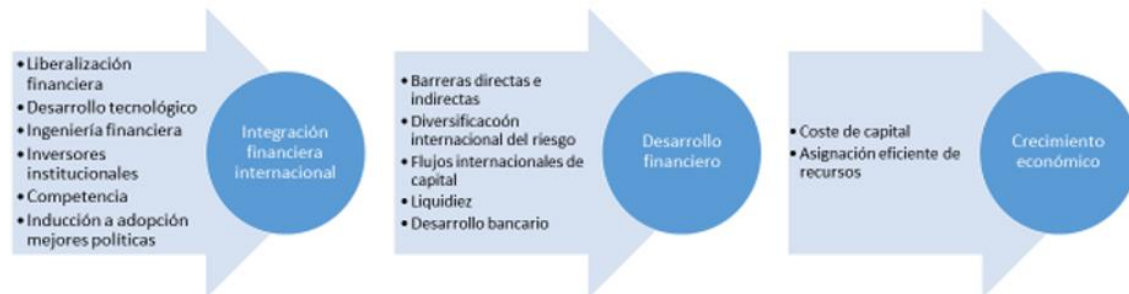 • Liberalización
financiera
• Desarrollo tecnológico
• Ingeniería financiera
• Inversores
institucionales
• Competencia
• Inducción a adopción
mejores políticas
Integración
financiera
internacional
• Barreras directas e
indirectas
• Diversificacoón
internacional del riesgo
• Flujos internacionales de
capital
• Liquidiez
• Desarrollo bancario
Desarrollo
financiero
• Coste de capital
• Asignación eficiente de
recursos
Crecimiento
económico